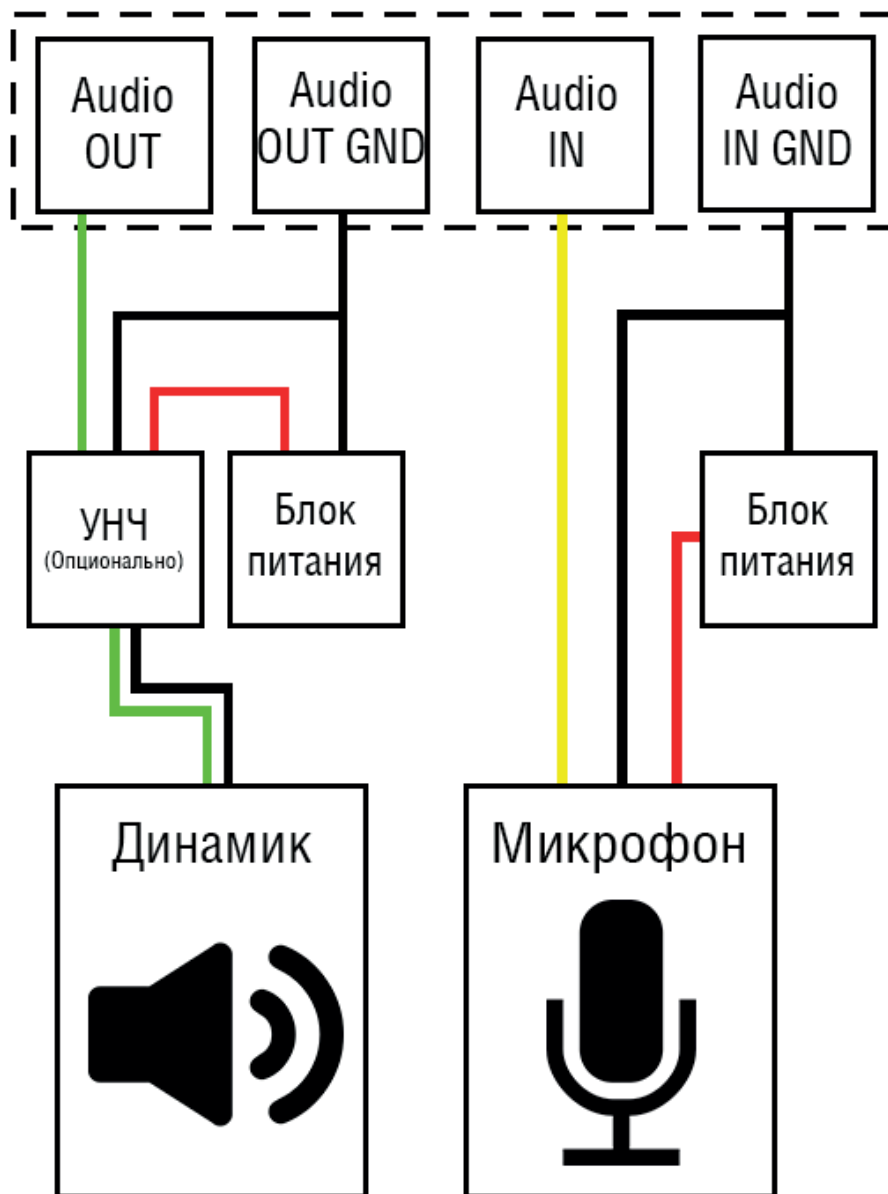 Audio
OUT
Audio
OUT GND
Audio
IN
Audio
IN GND
УНЧ
(Опционально)
Блок
питания
Блок
питания
Динамик
Микрофон